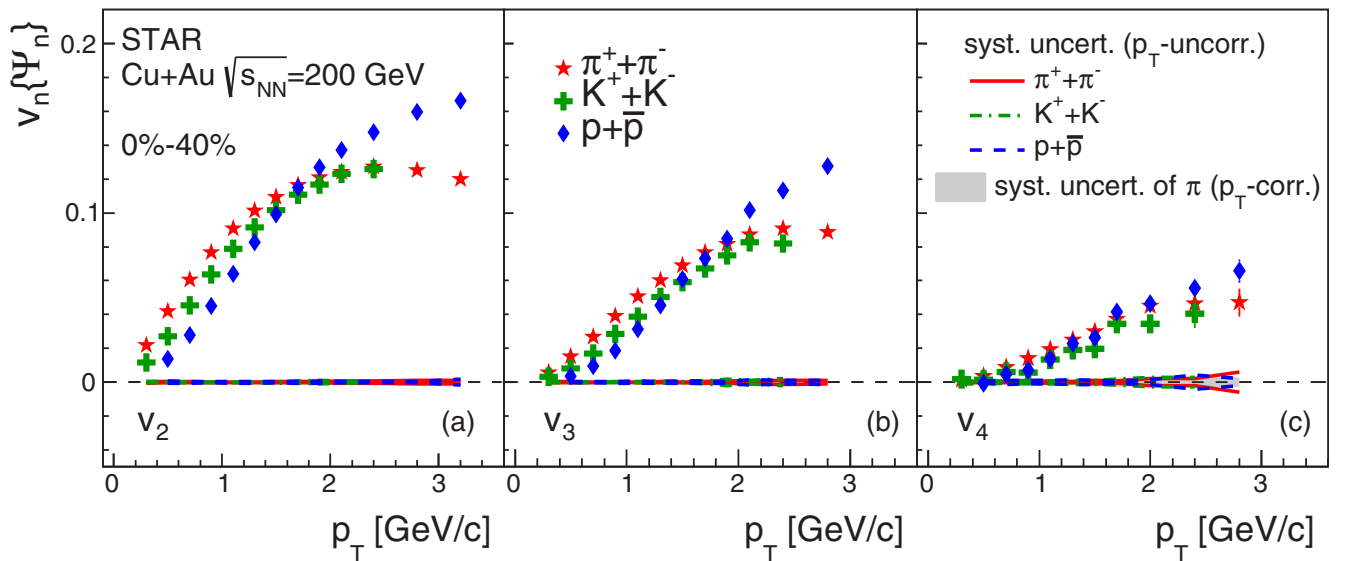 v_n{Ψ_n}
0.2
0.1
0
STAR
Cu+Au √s_NN=200 GeV
0%-40%
v_2
(a)
0 1 2 3
p_T [GeV/c]
π⁺+π⁻
K⁺+K⁻
p+p̅
v_3
(b)
0 1 2 3
p_T [GeV/c]
syst. uncert. (p_T-uncorr.)
π⁺+π⁻
K⁺+K⁻
p+p̅
syst. uncert. of π (p_T-corr.)
v_4
(c)
0 1 2 3
p_T [GeV/c]